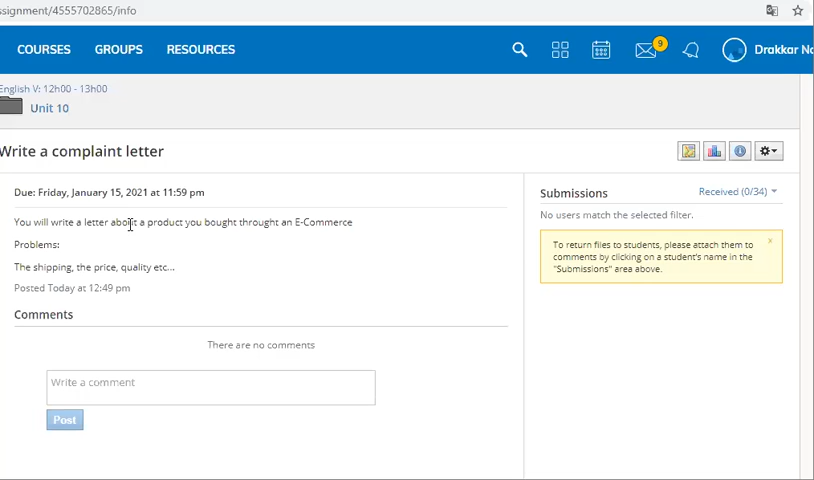 ssignment/4555702865/info
COURSES GROUPS RESOURCES 9 Drakkar No
English V: 12h00 - 13h00
Unit 10
Write a complaint letter
Due: Friday, January 15, 2021 at 11:59 pm
You will write a letter about a product you bought throught an E-Commerce
Problems:
The shipping, the price, quality etc...
Posted Today at 12:49 pm
Comments
There are no comments
Write a comment
Post
Submissions Received (0/34)
No users match the selected filter.
To return files to students, please attach them to
comments by clicking on a student's name in the
"Submissions" area above.